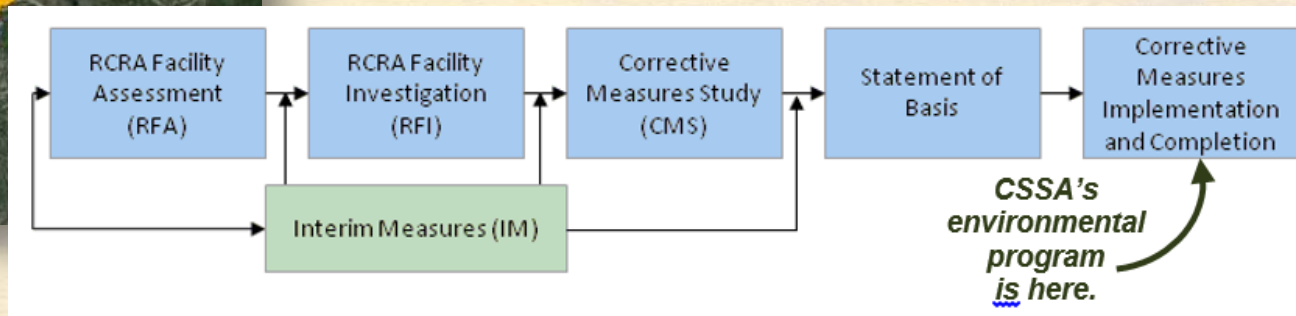 RCRA Facility
Assessment
(RFA)
RCRA Facility
Investigation
(RFI)
Corrective
Measures Study
(CMS)
Statement of
Basis
Corrective
Measures
Implementation
and Completion
Interim Measures (IM)
CSSA's
environmental
program
is here.